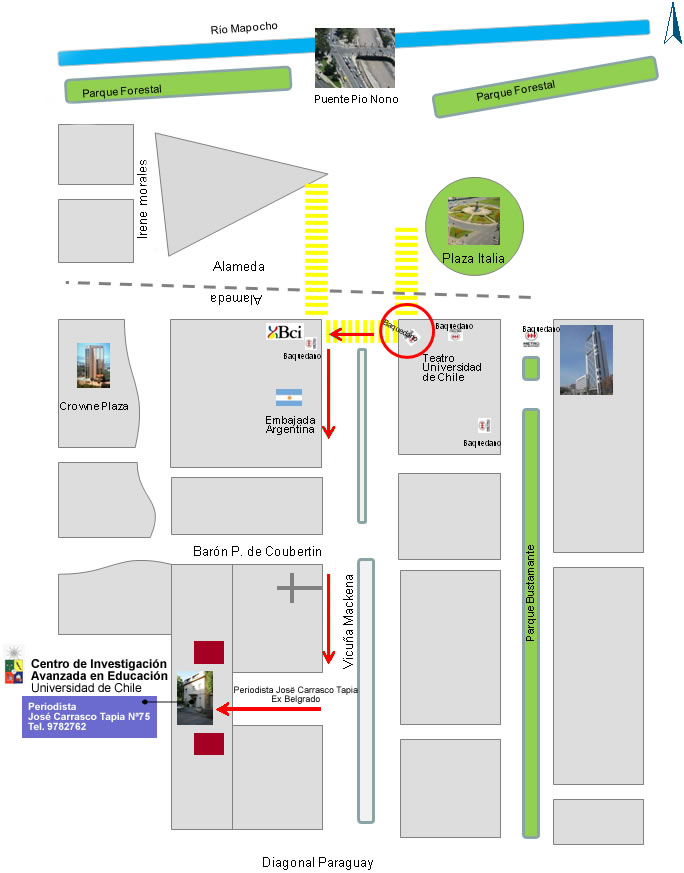 Río Mapocho
Parque Forestal
Puente Pio Nono
Parque Forestal
Irene morales
Plaza Italia
Alameda
Alameda
Bci
Baquedano
Baquedano
Baquedano
Baquedano
METRO
Teatro
Universidad
de Chile
Crowne Plaza
Embajada
Argentina
Baquedano
Barón P. de Coubertin
Vicuña Mackena
Parque Bustamante
Centro de Investigación
Avanzada en Educación
Universidad de Chile
Periodista
José Carrasco Tapia Nº75
Tel. 9782762
Periodista José Carrasco Tapia
Ex Belgrado
Diagonal Paraguay